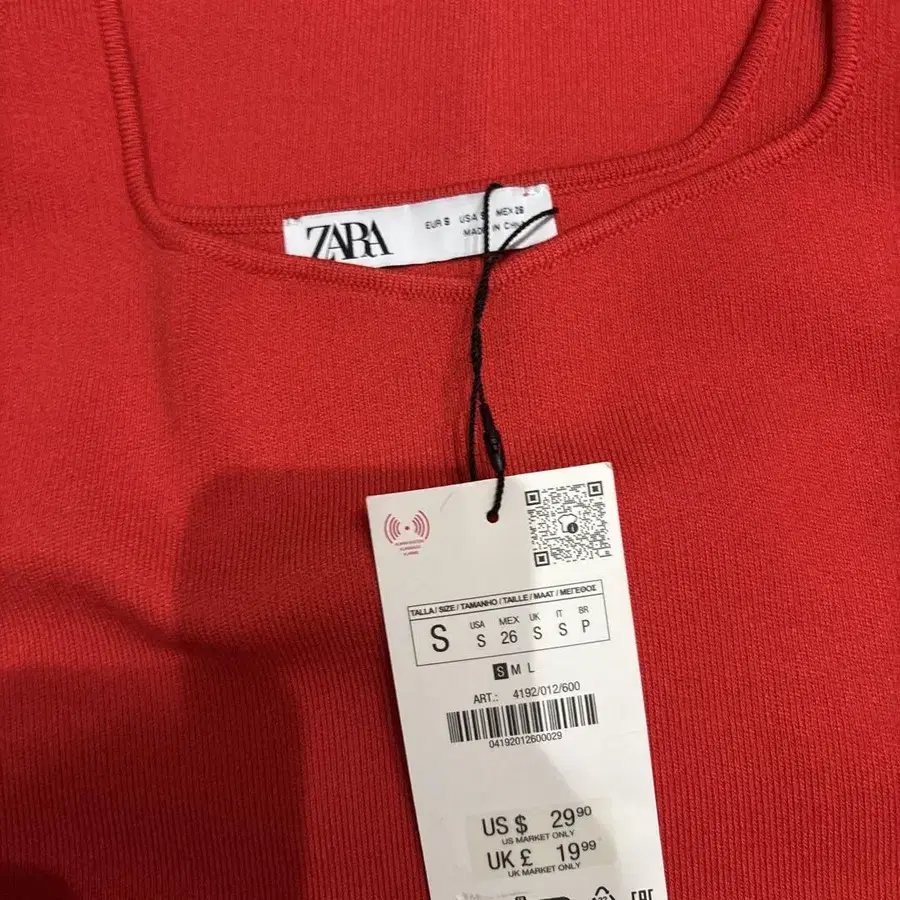 ZARA
EUR S USA S MEX 26
MADE IN CHINA
TALLA / SIZE / TAMANHO / TAILLE / MAAT / ΜΕΓΕΘΟΣ
S
USA MEX UK IT BR
S 26 S S P
S M L
ART.: 4192/012/600
04192012600029
US $ 29.90
US MARKET ONLY
UK £ 19.99
UK MARKET ONLY
EAC